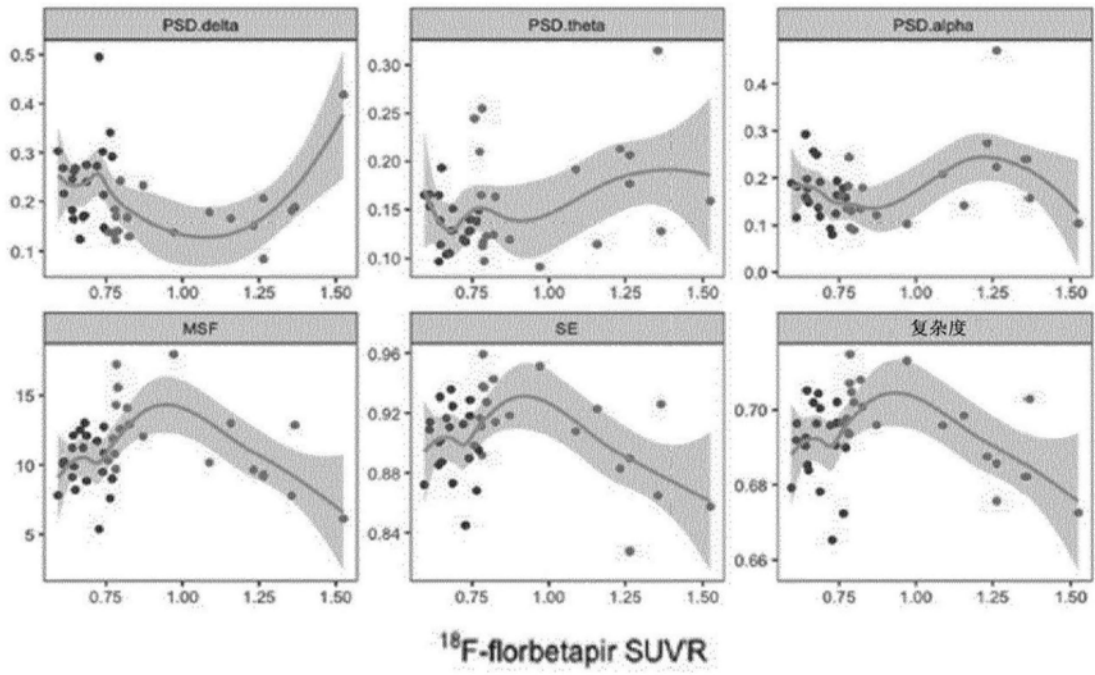 PSD.delta PSD.theta PSD.alpha
0.5 0.30 0.4
0.4 0.25 0.3
0.3 0.20 0.2
0.2 0.15 0.1
0.1 0.10 0.0
0.75 1.00 1.25 1.50 0.75 1.00 1.25 1.50 0.75 1.00 1.25 1.50
MSF SE 复杂度
15 0.96 0.70
10 0.92 0.68
5 0.88 0.66
0.84
0.75 1.00 1.25 1.50 0.75 1.00 1.25 1.50 0.75 1.00 1.25 1.50
18F-florbetapir SUVR